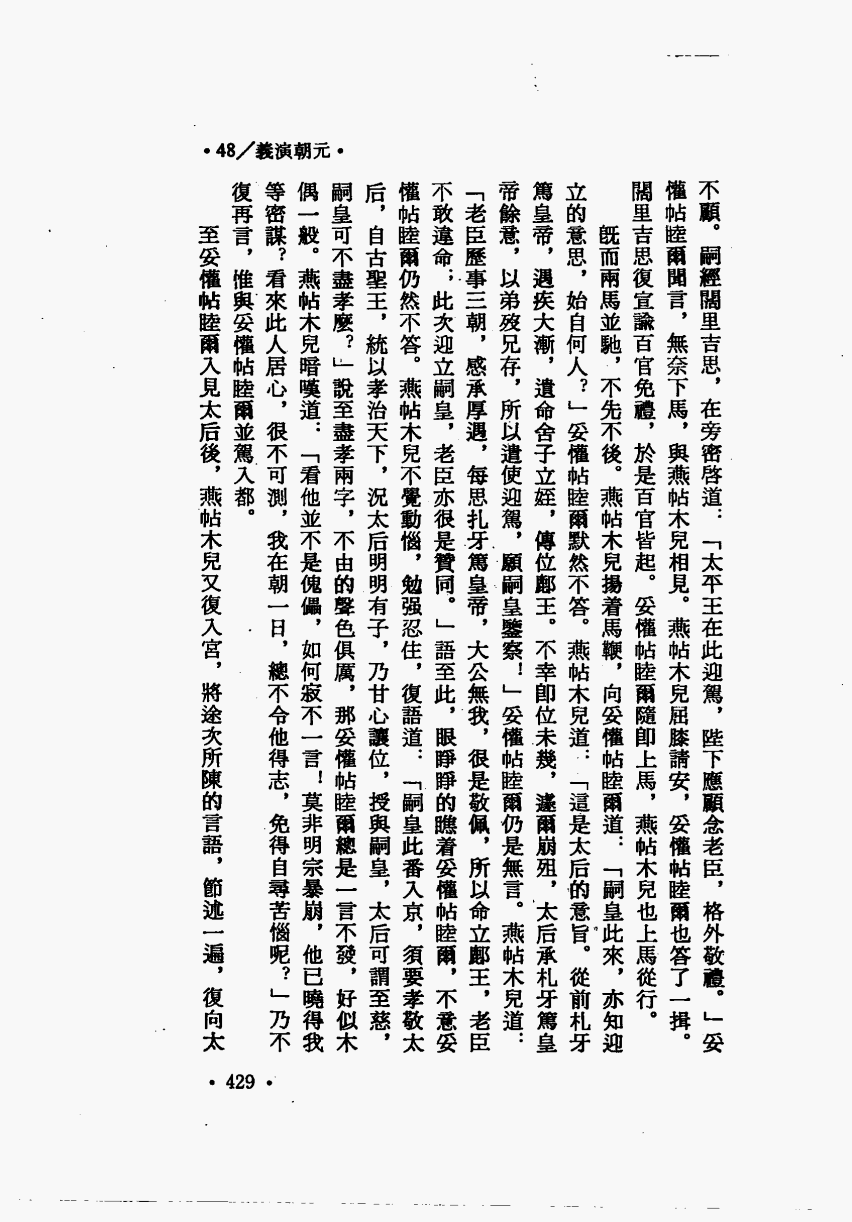 •48／義演朝元•
不顧。嗣經闊里吉思，在旁密啓道：「太平王在此迎駕，陛下應顧念老臣，格外敬禮。」妥
懽帖睦爾聞言，無奈下馬，與燕帖木兒相見。燕帖木兒屈膝請安，妥懽帖睦爾也答了一揖。
闊里吉思復宣諭百官免禮，於是百官皆起。妥懽帖睦爾隨卽上馬，燕帖木兒也上馬從行。
旣而兩馬並馳，不先不後。燕帖木兒揚着馬鞭，向妥懽帖睦爾道：「嗣皇此來，亦知迎
立的意思，始自何人？」妥懽帖睦爾默然不答。燕帖木兒道：「這是太后的意旨。從前札牙
篤皇帝，遇疾大漸，遺命舍子立姪，傳位鄜王。不幸卽位未幾，遽爾崩殂，太后承札牙篤皇
帝餘意，以弟歿兄存，所以遣使迎駕，願嗣皇鑒察！」妥懽帖睦爾仍是無言。燕帖木兒道：
「老臣歷事三朝，感承厚遇，每思扎牙篤皇帝，大公無我，很是敬佩，所以命立鄜王，老臣
不敢違命；此次迎立嗣皇，老臣亦很是贊同。」語至此，眼睜睜的瞧着妥懽帖睦爾，不意妥
懽帖睦爾仍然不答。燕帖木兒不覺動惱，勉强忍住，復語道：「嗣皇此番入京，須要孝敬太
后，自古聖王，統以孝治天下，況太后明明有子，乃甘心讓位，授與嗣皇，太后可謂至慈，
嗣皇可不盡孝麼？」說至盡孝兩字，不由的聲色俱厲，那妥懽帖睦爾總是一言不發，好似木
偶一般。燕帖木兒暗嘆道：「看他並不是傀儡，如何寂不一言！莫非明宗暴崩，他已曉得我
等密謀？看來此人居心，很不可測，我在朝一日，總不令他得志，免得自尋苦惱呢？」乃不
復再言，惟與妥懽帖睦爾並駕入都。
至妥懽帖睦爾入見太后後，燕帖木兒又復入宮，將途次所陳的言語，節述一遍，復向太
•429•